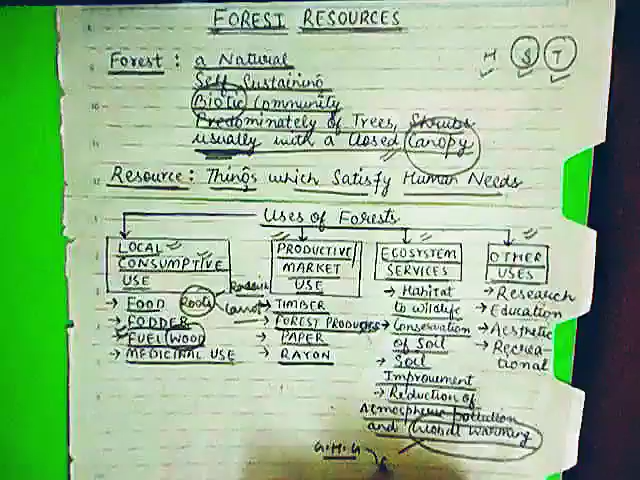 FOREST RESOURCES
Forest : a Natural
Self Sustaining
Biotic Community
Predominately of Trees, Shrubs
usually with a closed Canopy
H S T
Resource: Things which Satisfy Human Needs
Uses of Forests
LOCAL
CONSUMPTIVE
USE
→ FOOD
Roots
Carrot
→ FODDER
→ FUEL WOOD
→ MEDICINAL USE
PRODUCTIVE/
MARKET
USE
→ TIMBER
→ FOREST PRODUCES
→ PAPER
→ RAYON
ECOSYSTEM
SERVICES
→ Habitat
to wildlife
→ Conservation
of Soil
→ Soil
Improvement
→ Reduction of
Atmospheric pollution
and Global warming
G.H.G
OTHER
USES
→ Research
→ Education
→ Aesthetic
→ Recrea-
tional